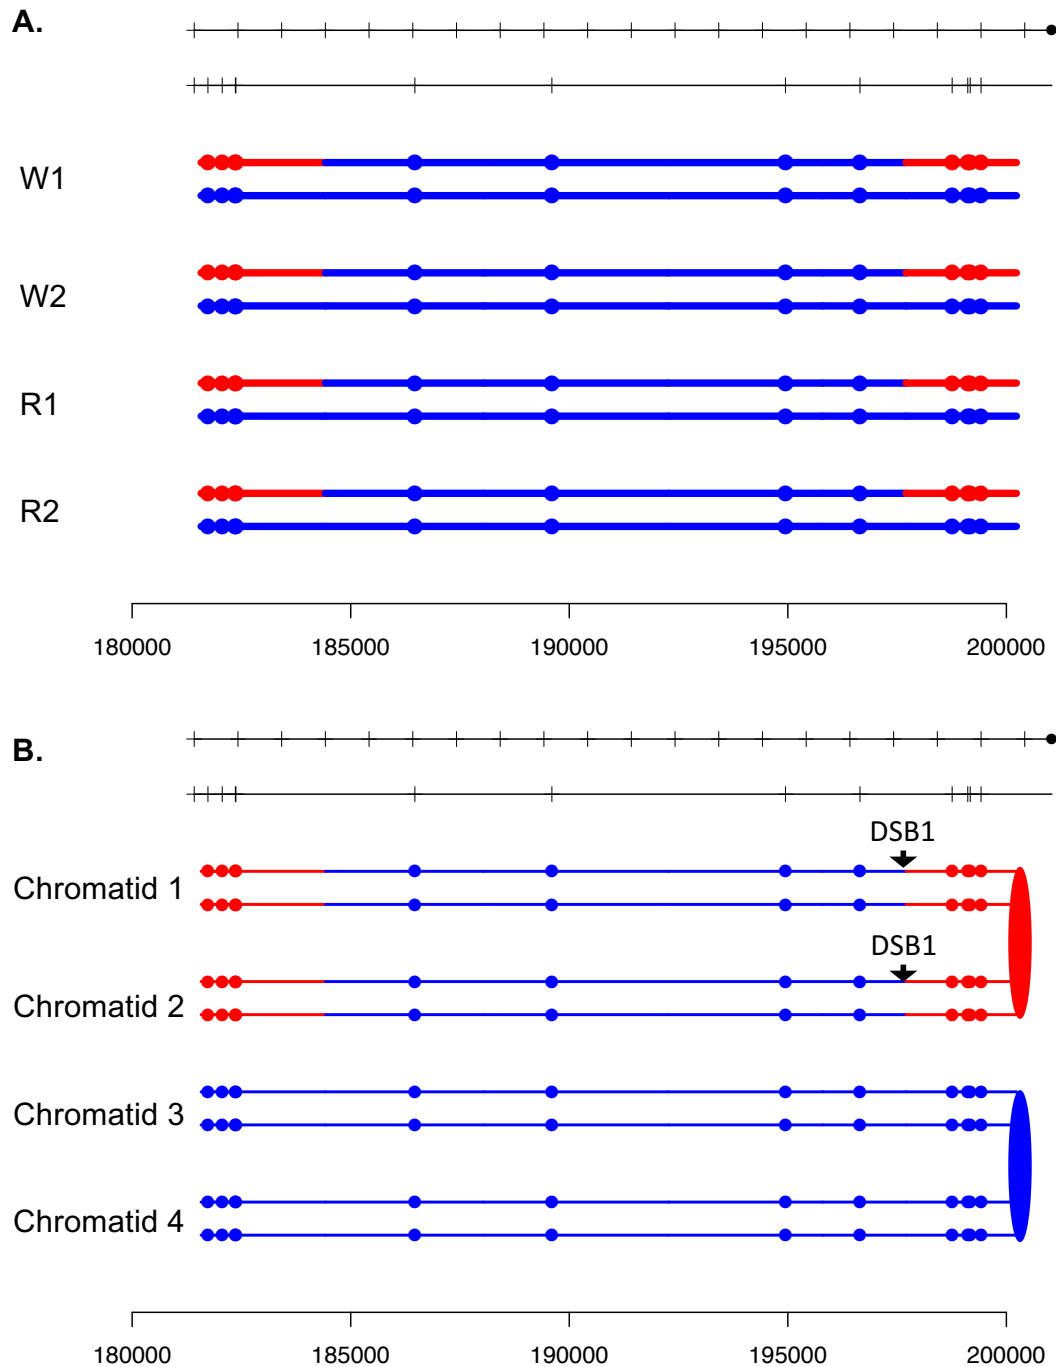 A.
W1
W2
R1
R2
180000 185000 190000 195000 200000
B.
DSB1
Chromatid 1
DSB1
Chromatid 2
Chromatid 3
Chromatid 4
180000 185000 190000 195000 200000